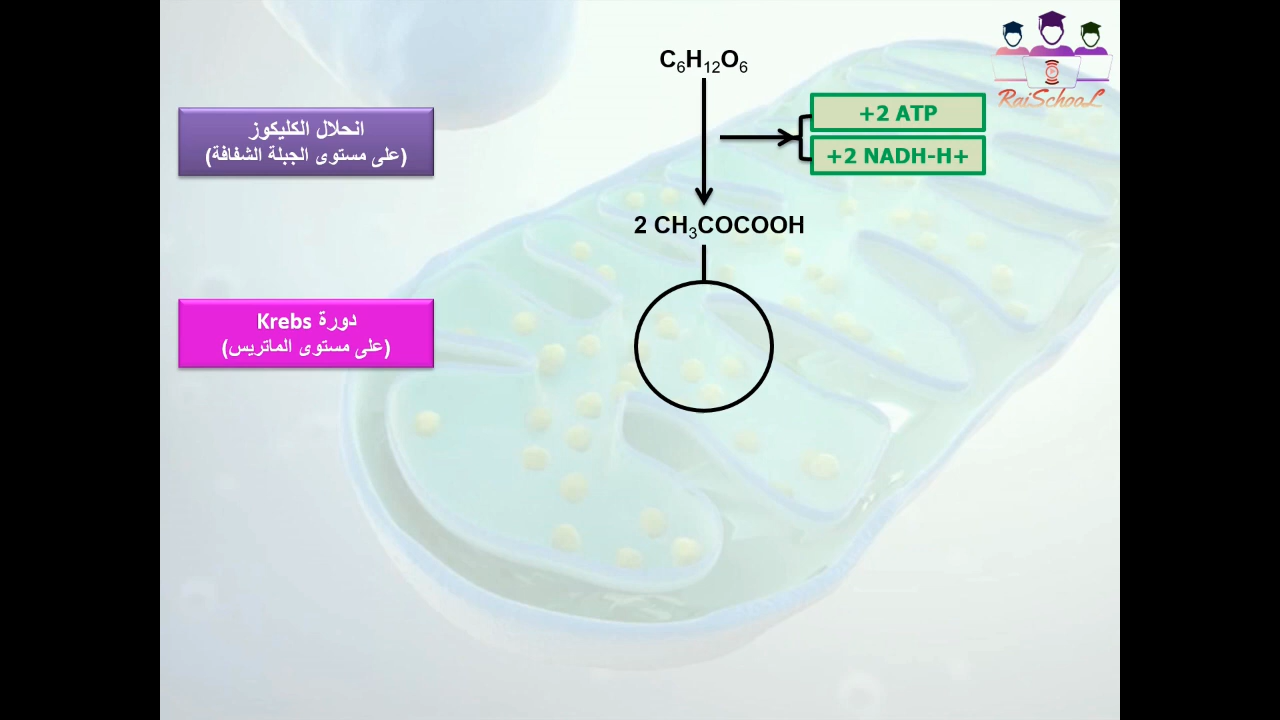 C₆H₁₂O₆
RaiSchooL
+2 ATP
انحلال الكليكوز
(على مستوى الجبلة الشفافة)
+2 NADH-H+
2 CH₃COCOOH
دورة Krebs
(على مستوى الماتريس)